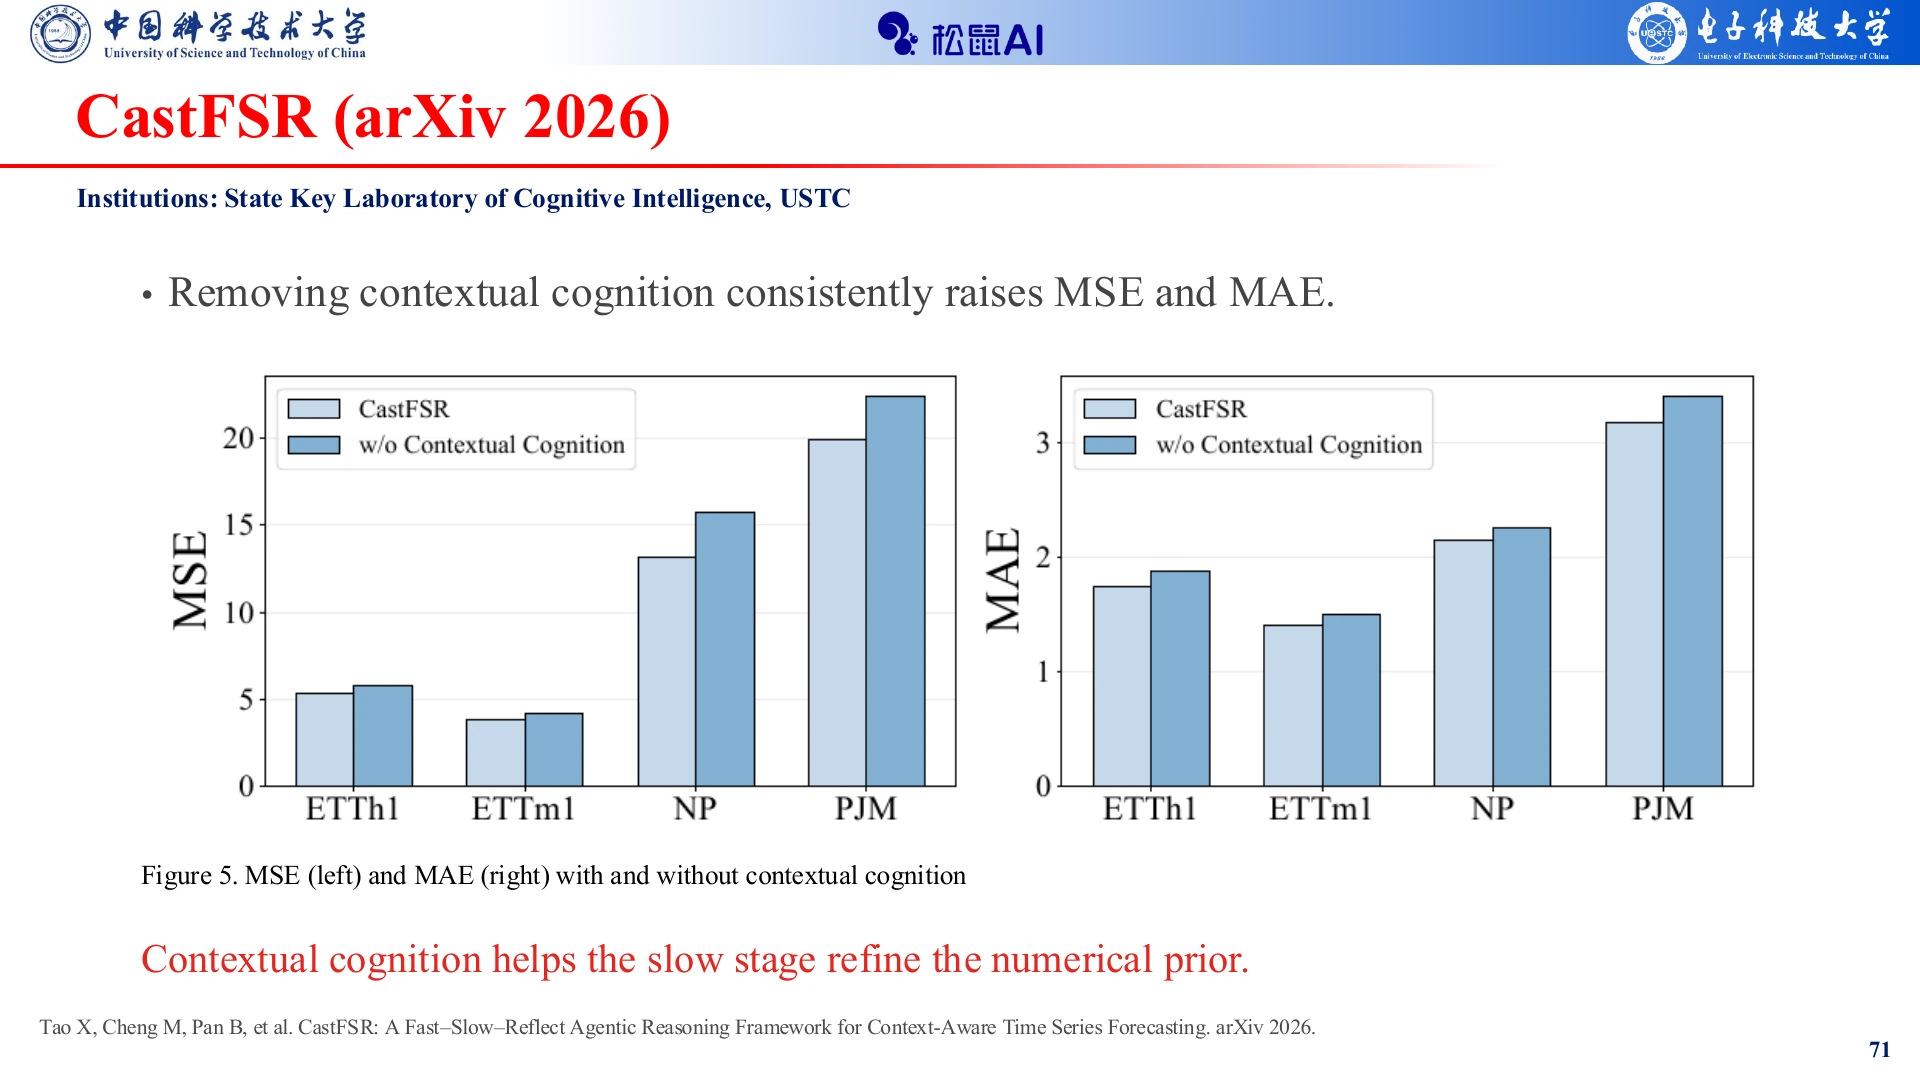 中国科学技术大学
University of Science and Technology of China
松鼠AI
电子科技大学
University of Electronic Science and Technology of China
CastFSR (arXiv 2026)
Institutions: State Key Laboratory of Cognitive Intelligence, USTC
• Removing contextual cognition consistently raises MSE and MAE.
CastFSR
w/o Contextual Cognition
MSE
20
15
10
5
0
ETTh1 ETTm1 NP PJM
CastFSR
w/o Contextual Cognition
MAE
3
2
1
0
ETTh1 ETTm1 NP PJM
Figure 5. MSE (left) and MAE (right) with and without contextual cognition
Contextual cognition helps the slow stage refine the numerical prior.
Tao X, Cheng M, Pan B, et al. CastFSR: A Fast–Slow–Reflect Agentic Reasoning Framework for Context-Aware Time Series Forecasting. arXiv 2026.
71